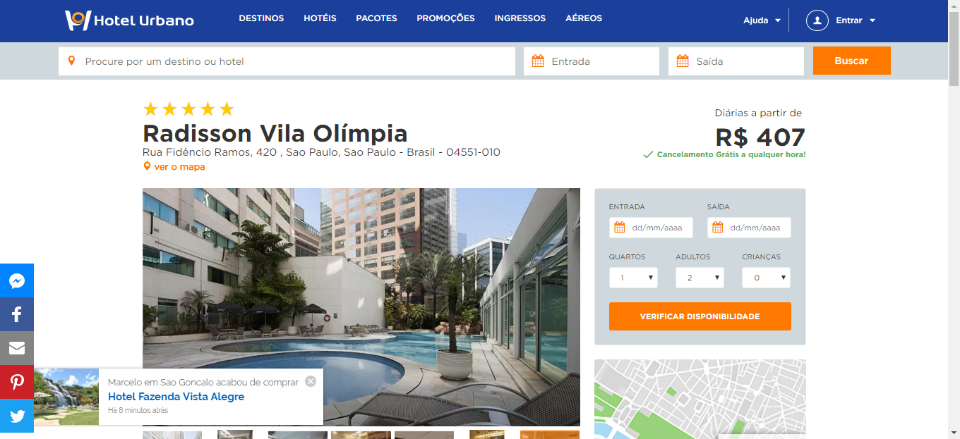 Hotel Urbano
DESTINOS HOTÉIS PACOTES PROMOÇÕES INGRESSOS AÉREOS
Ajuda Entrar
Procure por um destino ou hotel
Entrada
Saída
Buscar
Radisson Vila Olímpia
Rua Fidêncio Ramos, 420 , Sao Paulo, Sao Paulo - Brasil - 04551-010
ver o mapa
Diárias a partir de
R$ 407
Cancelamento Grátis a qualquer hora!
ENTRADA SAÍDA
dd/mm/aaaa dd/mm/aaaa
QUARTOS ADULTOS CRIANÇAS
1 2 0
VERIFICAR DISPONIBILIDADE
Marcelo em Sao Goncalo acabou de comprar
Hotel Fazenda Vista Alegre
Há 8 minutos atrás